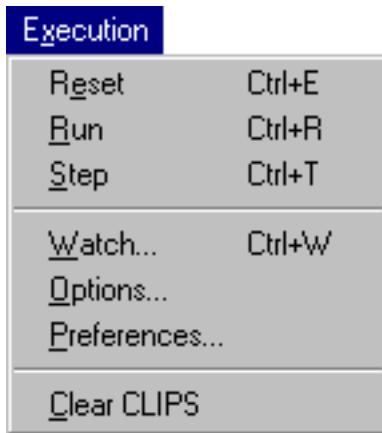 Execution
Reset Ctrl+E
Run Ctrl+R
Step Ctrl+T
Watch... Ctrl+W
Options...
Preferences...
Clear CLIPS